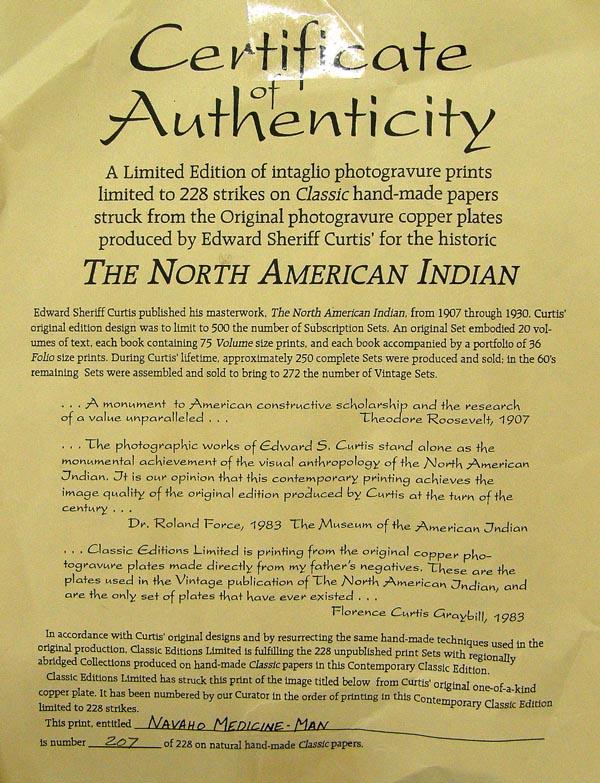 Certificate
of
Authenticity
A Limited Edition of intaglio photogravure prints
limited to 228 strikes on Classic hand-made papers
struck from the Original photogravure copper plates
produced by Edward Sheriff Curtis' for the historic
THE NORTH AMERICAN INDIAN
Edward Sheriff Curtis published his masterwork, The North American Indian, from 1907 through 1930. Curtis'
original edition design was to limit to 500 the number of Subscription Sets. An original Set embodied 20 vol-
umes of text, each book containing 75 Volume size prints, and each book accompanied by a portfolio of 36
Folio size prints. During Curtis' lifetime, approximately 250 complete Sets were produced and sold; in the 60's
remaining Sets were assembled and sold to bring to 272 the number of Vintage Sets.
. . . A monument to American constructive scholarship and the research
of a value unparalleled . . . Theodore Roosevelt, 1907
. . . The photographic works of Edward S. Curtis stand alone as the
monumental achievement of the visual anthropology of the North American
Indian. It is our opinion that this contemporary printing achieves the
image quality of the original edition produced by Curtis at the turn of the
century . . .
Dr. Roland Force, 1983 The Museum of the American Indian
. . . Classic Editions Limited is printing from the original copper pho-
togravure plates made directly from my father's negatives. These are the
plates used in the Vintage publication of The North American Indian, and
are the only set of plates that have ever existed . . .
Florence Curtis Graybill, 1983
In accordance with Curtis' original designs and by resurrecting the same hand-made techniques used in the
original production, Classic Editions Limited is fulfilling the 228 unpublished print Sets with regionally
abridged Collections produced on hand-made Classic papers in this Contemporary Classic Edition.
Classic Editions Limited has struck this print of the image titled below from Curtis' original one-of-a-kind
copper plate. It has been numbered by our Curator in the order of printing in this Contemporary Classic Edition
limited to 228 strikes.
This print, entitled NAVAHO MEDICINE-MAN
is number 207 of 228 on natural hand-made Classic papers.